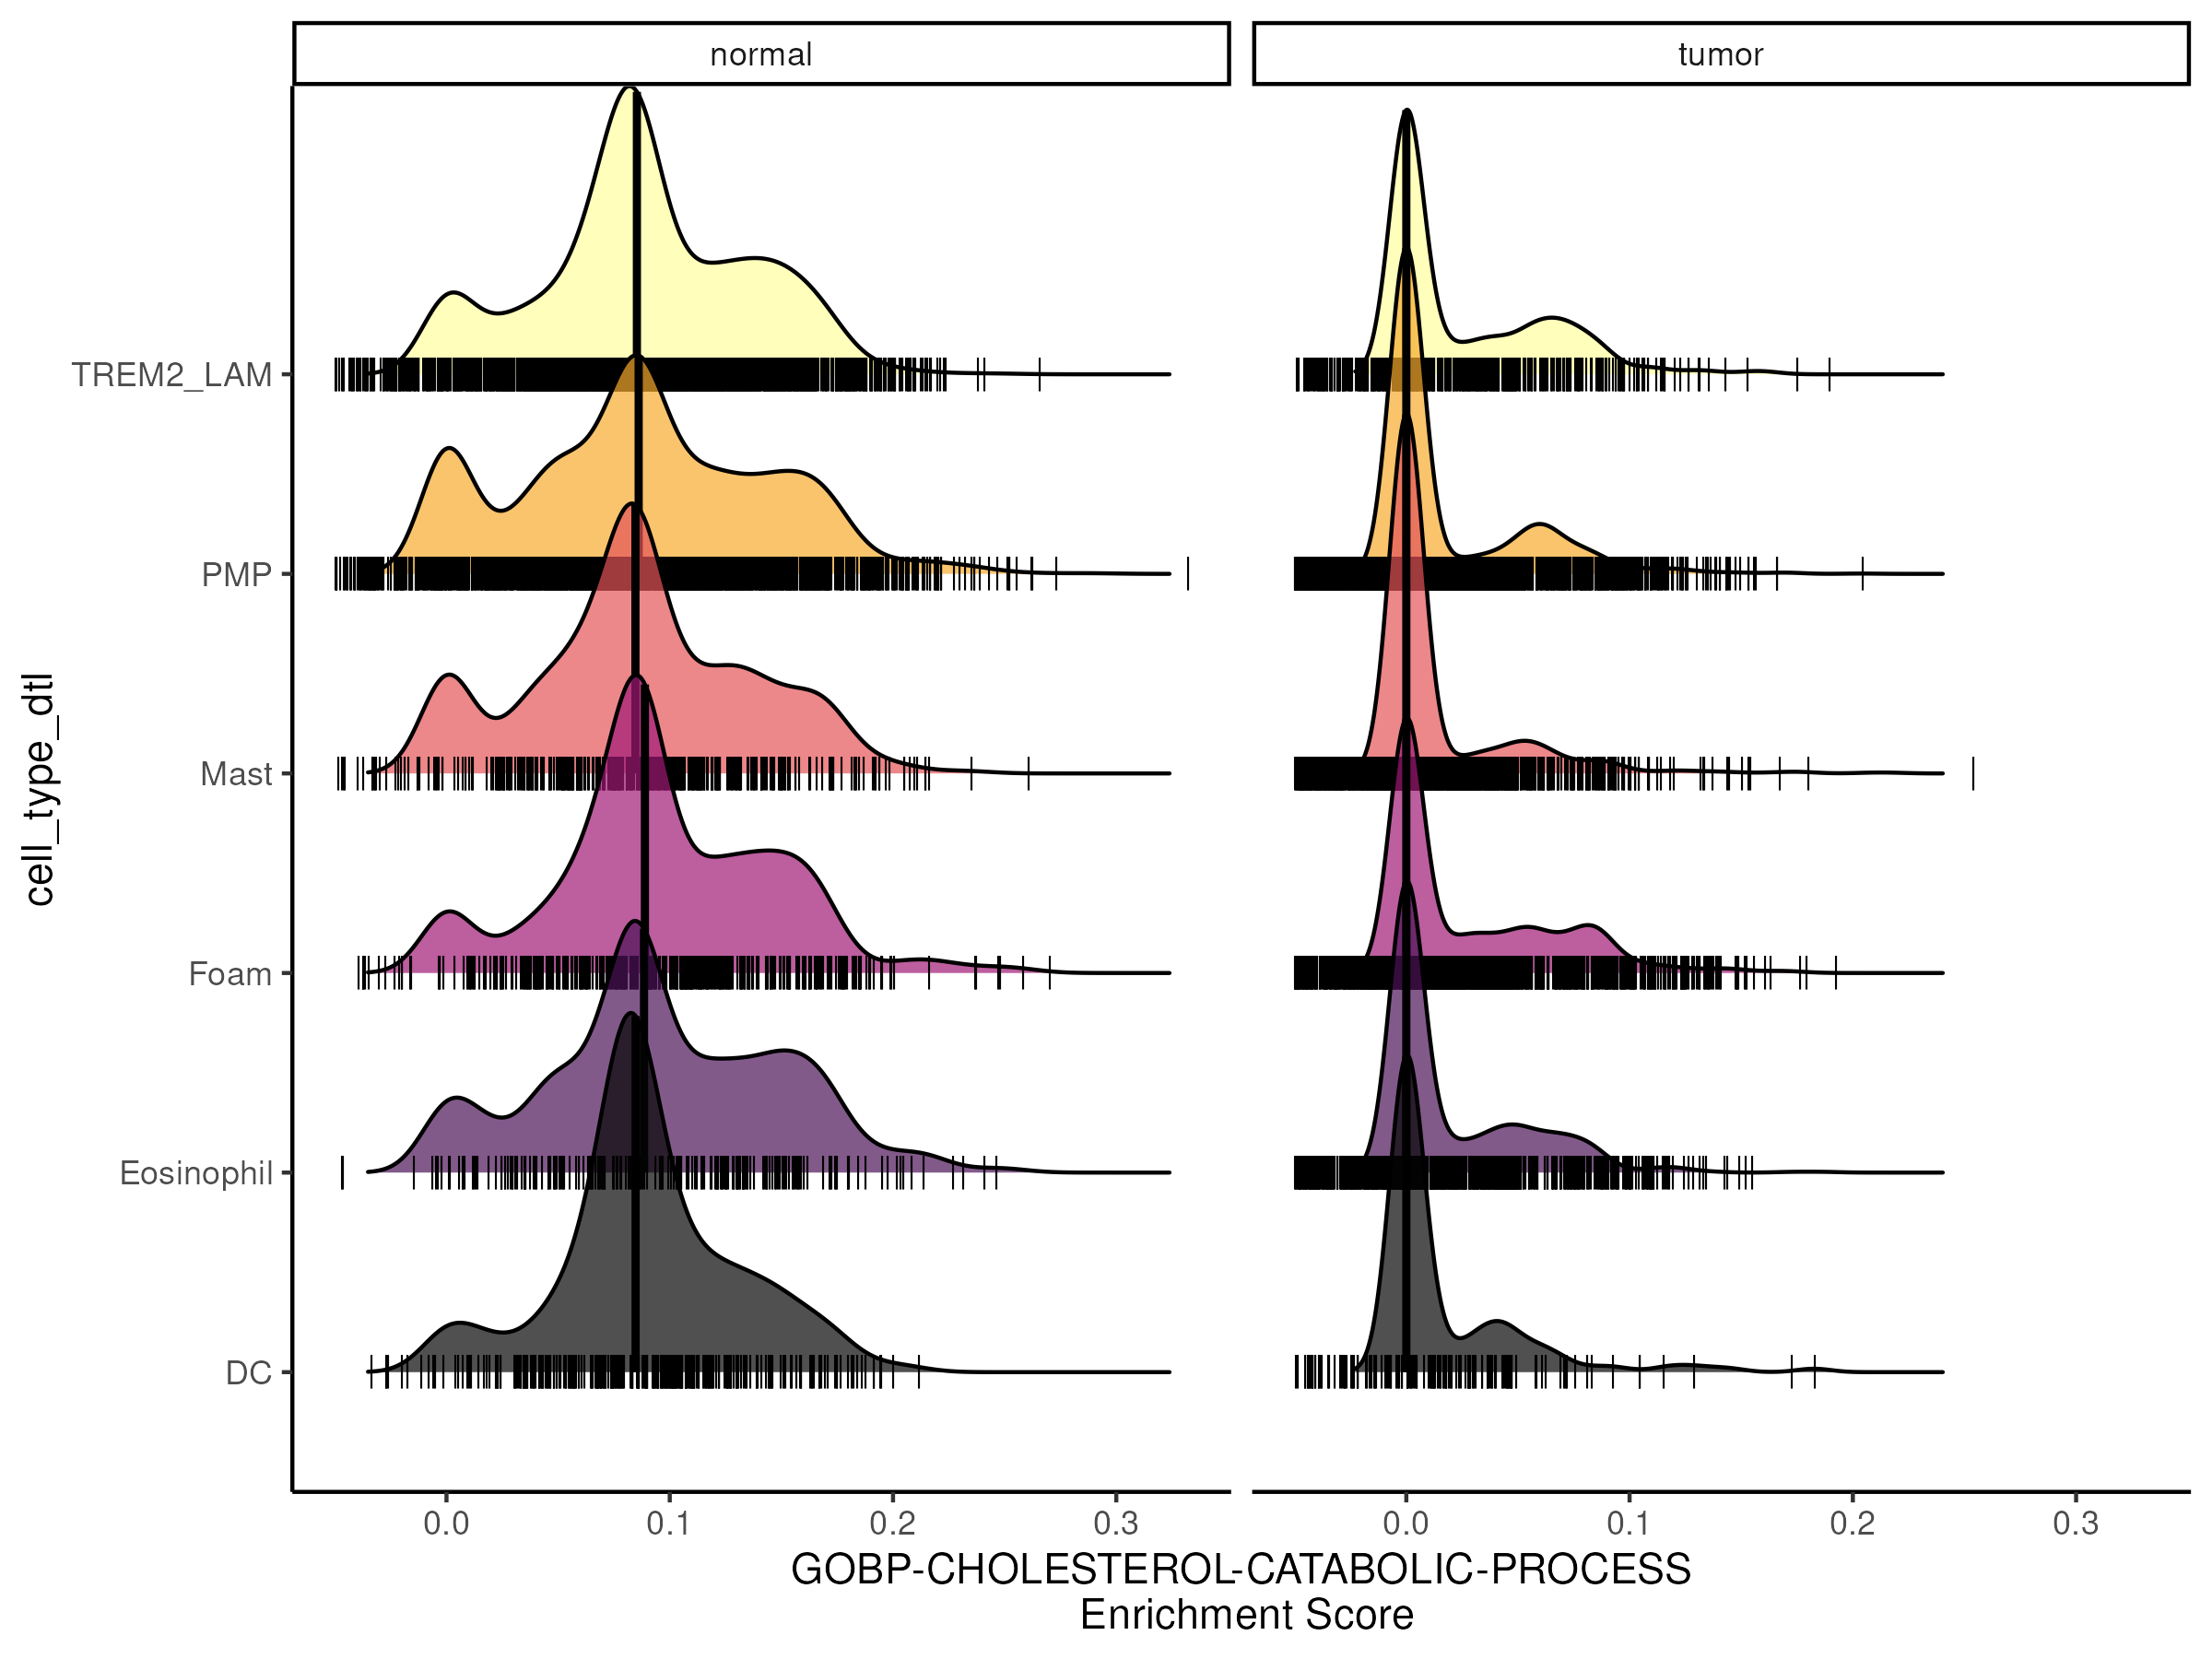 normal
tumor
cell_type_dtl
TREM2_LAM
PMP
Mast
Foam
Eosinophil
DC
0.0 0.1 0.2 0.3
0.0 0.1 0.2 0.3
GOBP-CHOLESTEROL-CATABOLIC-PROCESS
Enrichment Score